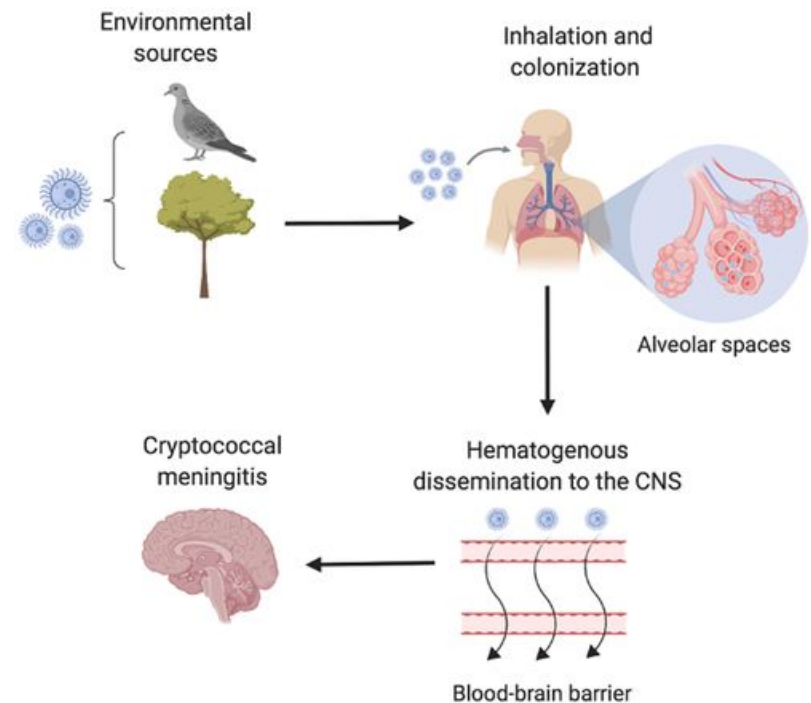 Environmental
sources
Inhalation and
colonization
Alveolar spaces
Hematogenous
dissemination to the CNS
Blood-brain barrier
Cryptococcal
meningitis